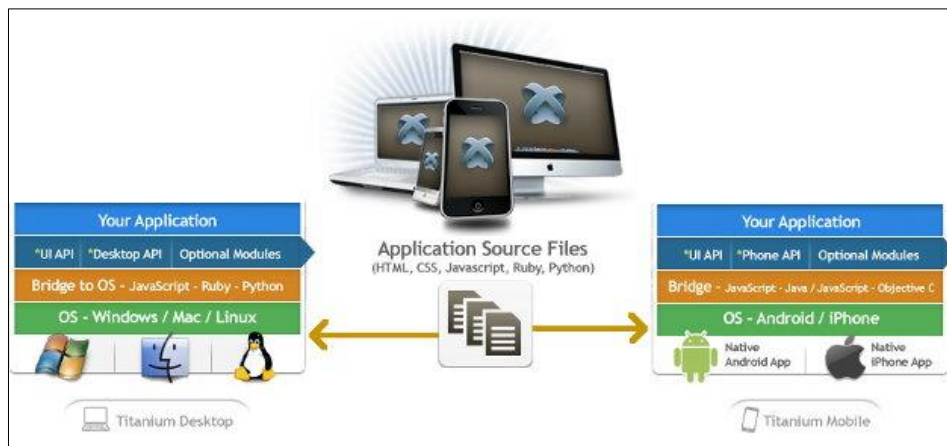 Your Application
*UI API
*Desktop API
Optional Modules
Bridge to OS - JavaScript - Ruby - Python
OS - Windows / Mac / Linux
Titanium Desktop
Application Source Files
(HTML, CSS, Javascript, Ruby, Python)
Your Application
*UI API
*Phone API
Optional Modules
Bridge - JavaScript - Java / JavaScript - Objective C
OS - Android / iPhone
Native
Android App
Native
iPhone App
Titanium Mobile